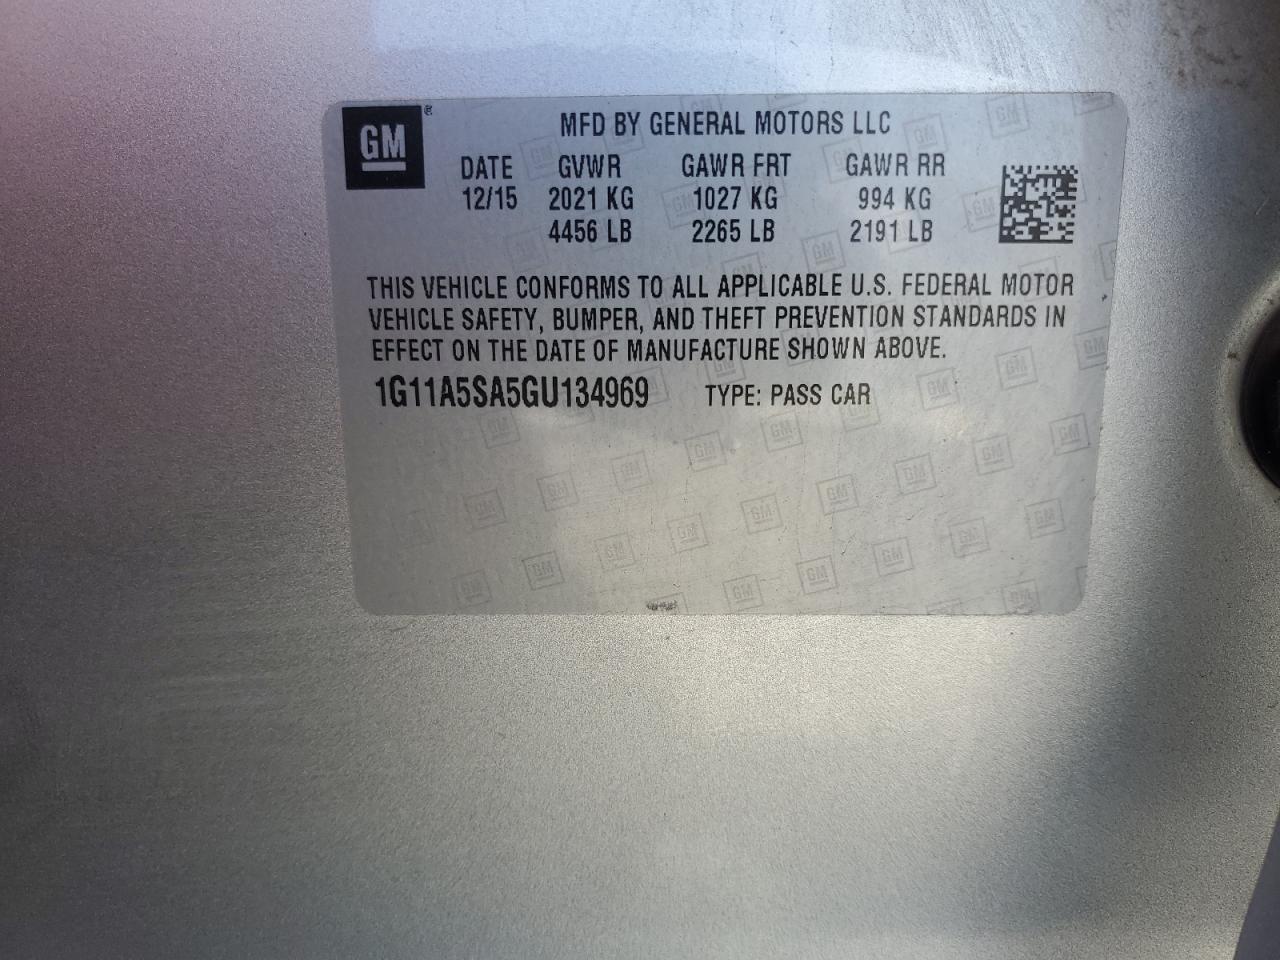 GM®
MFD BY GENERAL MOTORS LLC
DATE GVWR GAWR FRT GAWR RR
12/15 2021 KG 1027 KG 994 KG
4456 LB 2265 LB 2191 LB
THIS VEHICLE CONFORMS TO ALL APPLICABLE U.S. FEDERAL MOTOR
VEHICLE SAFETY, BUMPER, AND THEFT PREVENTION STANDARDS IN
EFFECT ON THE DATE OF MANUFACTURE SHOWN ABOVE.
1G11A5SA5GU134969 TYPE: PASS CAR